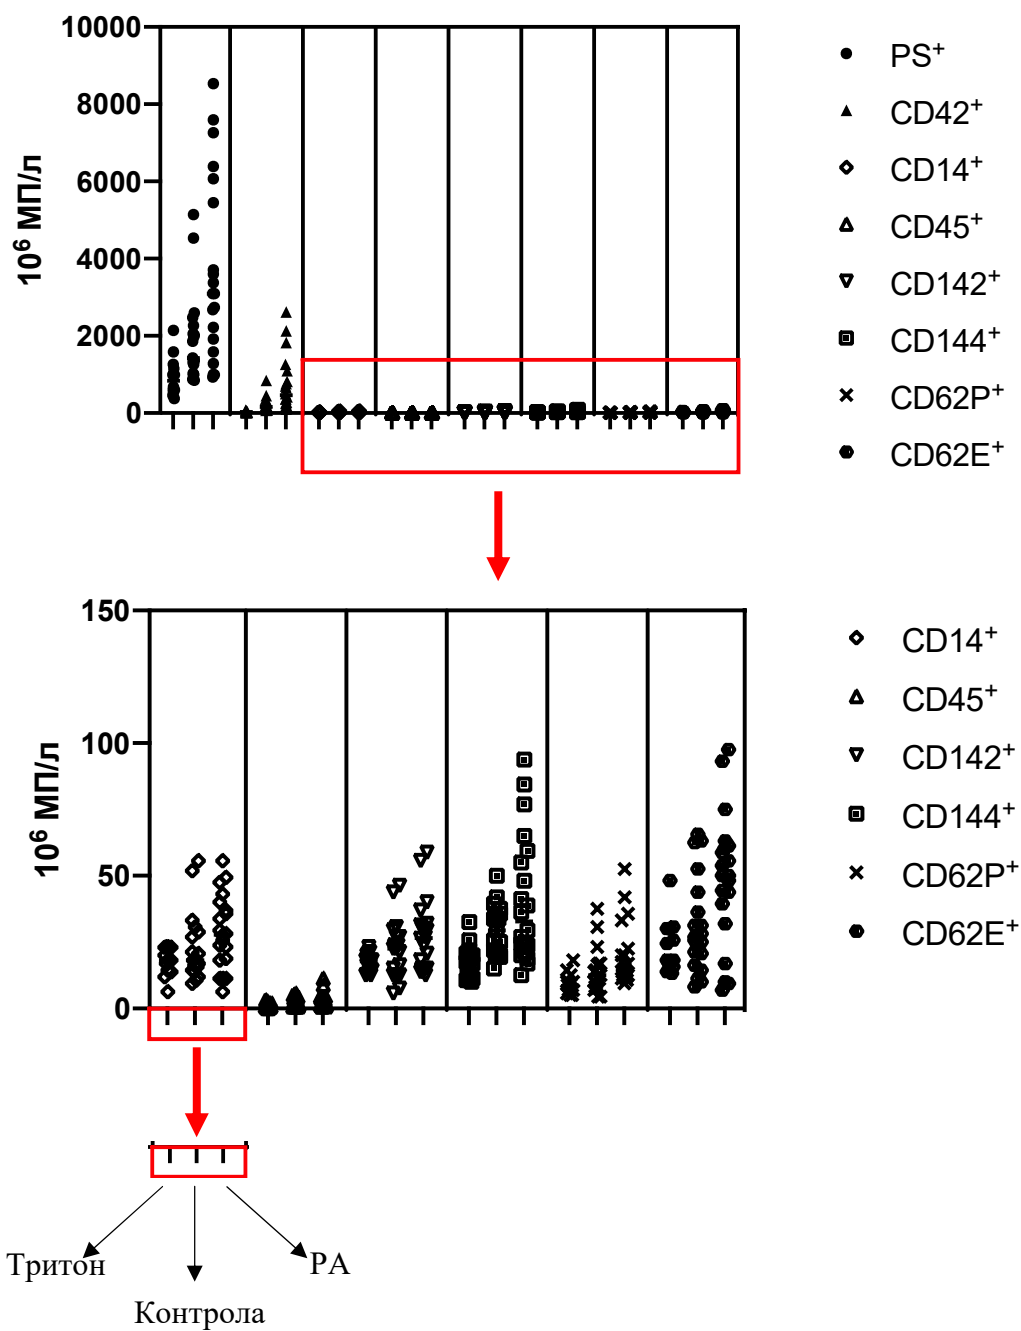 10000
8000
6000
4000
2000
0
10⁶ МП/л
PS⁺
CD42⁺
CD14⁺
CD45⁺
CD142⁺
CD144⁺
CD62P⁺
CD62E⁺
150
100
50
0
10⁶ МП/л
CD14⁺
CD45⁺
CD142⁺
CD144⁺
CD62P⁺
CD62E⁺
Тритон
РА
Контрола